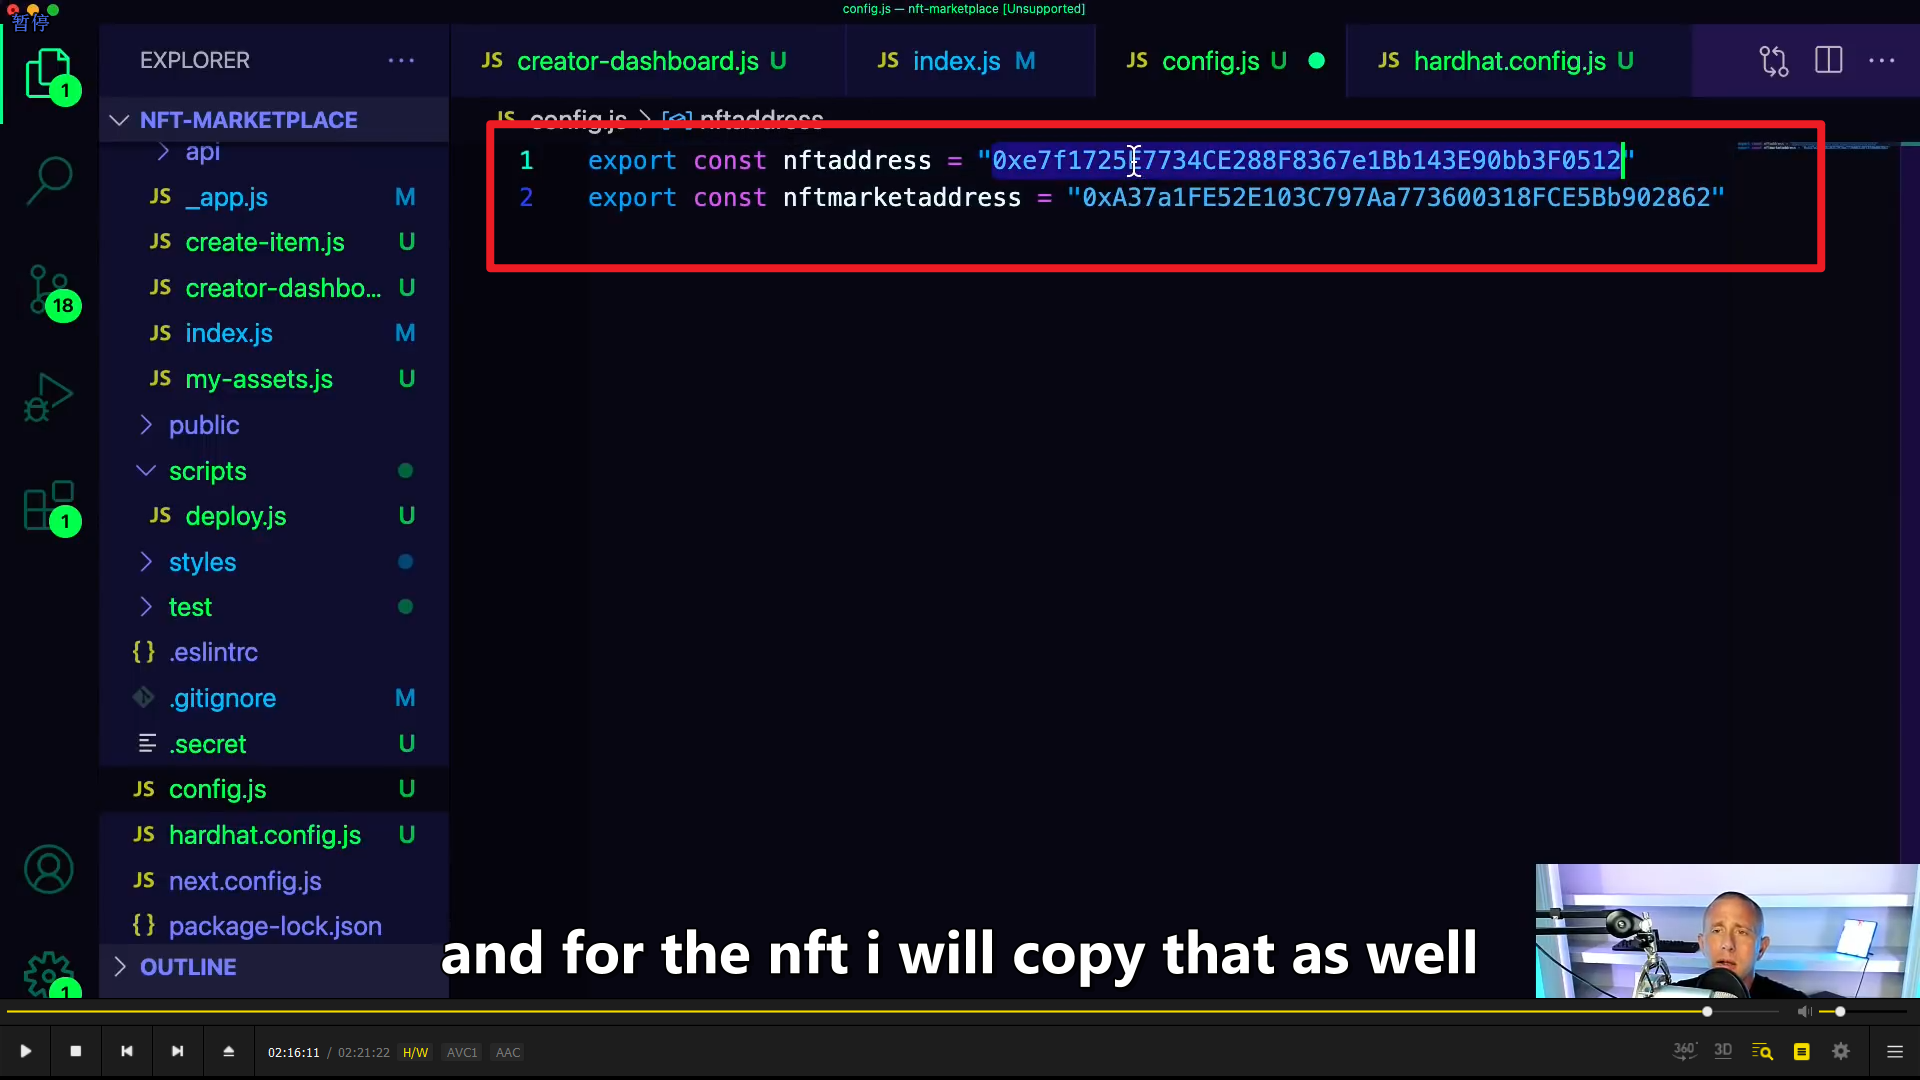 config.js — nft-marketplace [Unsupported]
暂停
EXPLORER
creator-dashboard.js U
index.js M
config.js U
hardhat.config.js U
NFT-MARKETPLACE
config.js > nftaddress
api
JS _app.js M
JS create-item.js U
JS creator-dashbo... U
JS index.js M
JS my-assets.js U
public
scripts
JS deploy.js U
styles
test
{} .eslintrc
.gitignore M
.secret U
JS config.js U
JS hardhat.config.js U
JS next.config.js
{} package-lock.json
OUTLINE
1
18
1
1
1 export const nftaddress = "0xe7f1725E7734CE288F8367e1Bb143E90bb3F0512"
2 export const nftmarketaddress = "0xA37a1FE52E103C797Aa773600318FCE5Bb902862"
and for the nft i will copy that as well
02:16:11 / 02:21:22 H/W AVC1 AAC
360° 3D